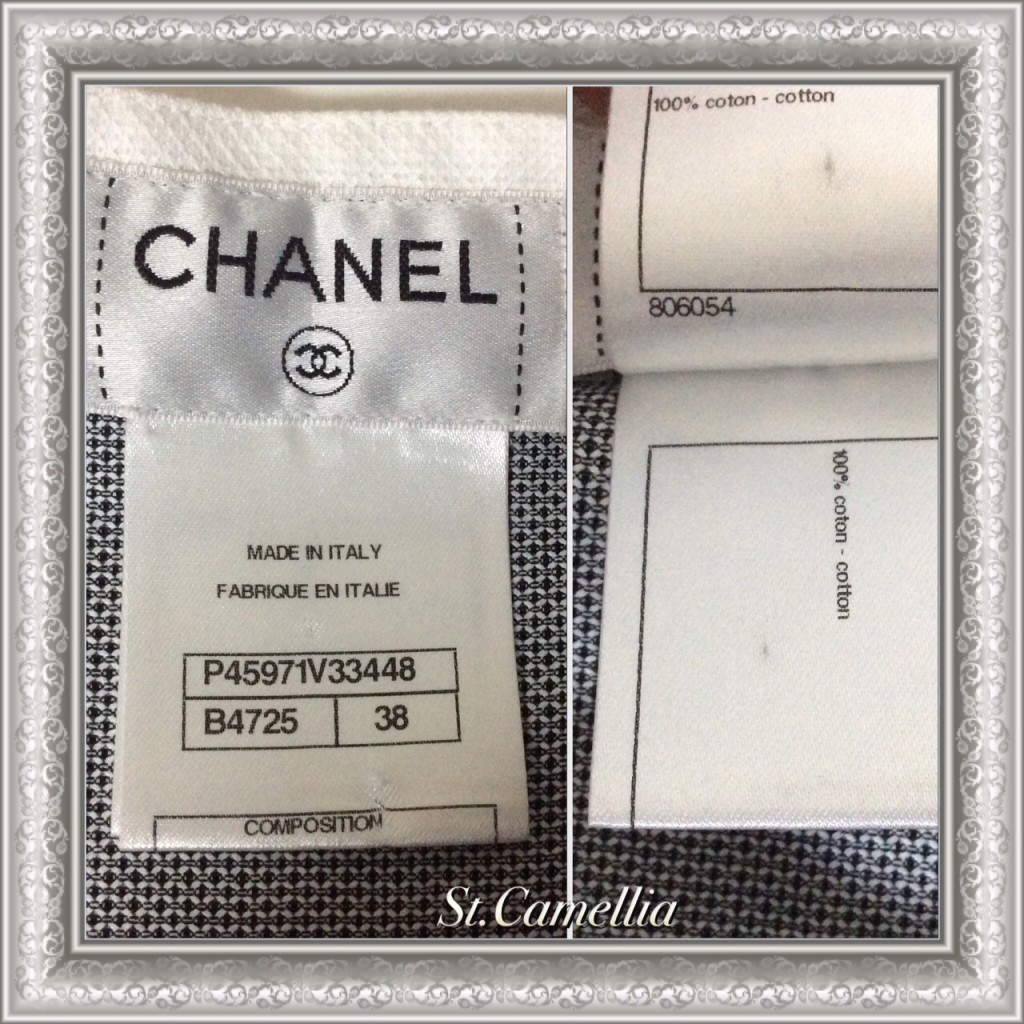 CHANEL
MADE IN ITALY
FABRIQUE EN ITALIE
P45971V33448
B4725 38
COMPOSITION
100% coton - cotton
806054
100% coton - cotton
St.Camellia